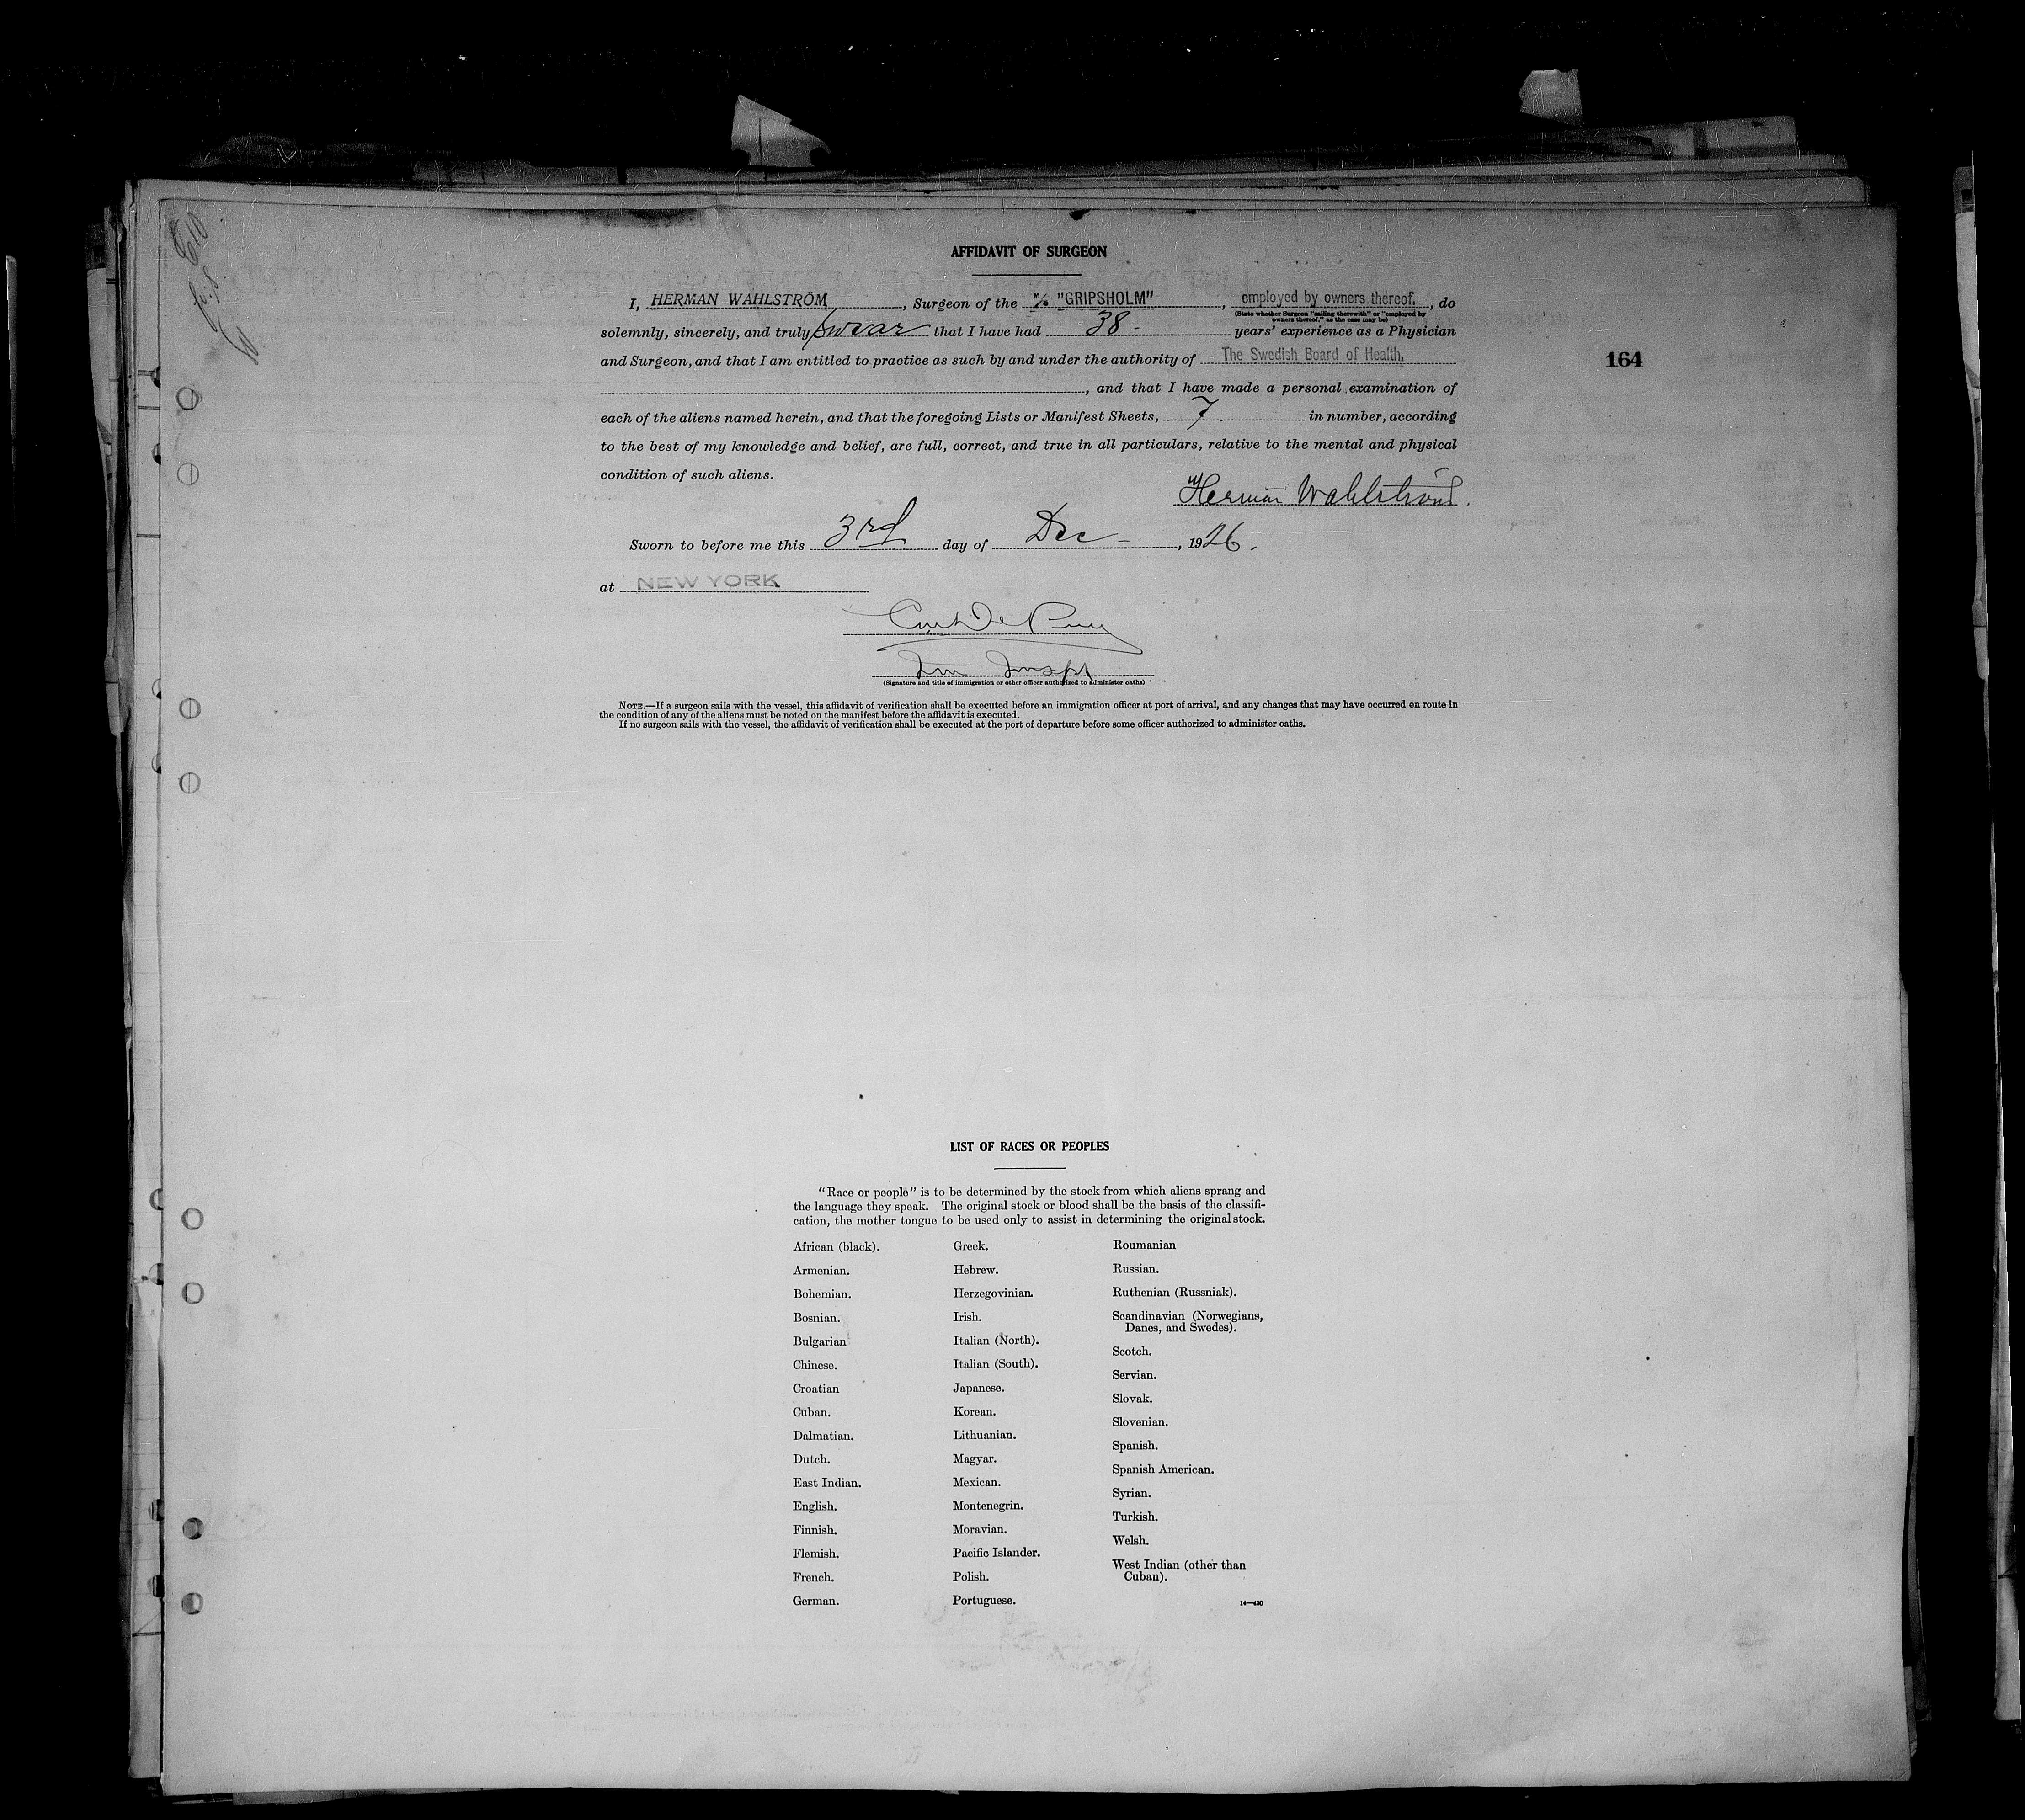 AFFIDAVIT OF SURGEON
I, HERMAN WAHLSTRÖM, Surgeon of the M/S "GRIPSHOLM", employed by owners thereof, do
(State whether Surgeon "sailing therewith" or "employed by
owners thereof," as the case may be)
solemnly, sincerely, and truly swear that I have had 38- years' experience as a Physician
and Surgeon, and that I am entitled to practice as such by and under the authority of The Swedish Board of Health.
164
, and that I have made a personal examination of
each of the aliens named herein, and that the foregoing Lists or Manifest Sheets, 7 in number, according
to the best of my knowledge and belief, are full, correct, and true in all particulars, relative to the mental and physical
condition of such aliens.
Herman Wahlström.
Sworn to before me this 3rd day of Dec - , 1926.
at NEW YORK
(Signature and title of immigration or other officer authorized to administer oaths)
NOTE.—If a surgeon sails with the vessel, this affidavit of verification shall be executed before an immigration officer at port of arrival, and any changes that may have occurred en route in
the condition of any of the aliens must be noted on the manifest before the affidavit is executed.
If no surgeon sails with the vessel, the affidavit of verification shall be executed at the port of departure before some officer authorized to administer oaths.
LIST OF RACES OR PEOPLES
"Race or people" is to be determined by the stock from which aliens sprang and
the language they speak. The original stock or blood shall be the basis of the classifi-
cation, the mother tongue to be used only to assist in determining the original stock.
African (black).
Armenian.
Bohemian.
Bosnian.
Bulgarian
Chinese.
Croatian
Cuban.
Dalmatian.
Dutch.
East Indian.
English.
Finnish.
Flemish.
French.
German.
Greek.
Hebrew.
Herzegovinian.
Irish.
Italian (North).
Italian (South).
Japanese.
Korean.
Lithuanian.
Magyar.
Mexican.
Montenegrin.
Moravian.
Pacific Islander.
Polish.
Portuguese.
Roumanian
Russian.
Ruthenian (Russniak).
Scandinavian (Norwegians,
Danes, and Swedes).
Scotch.
Servian.
Slovak.
Slovenian.
Spanish.
Spanish American.
Syrian.
Turkish.
Welsh.
West Indian (other than
Cuban).
14—430